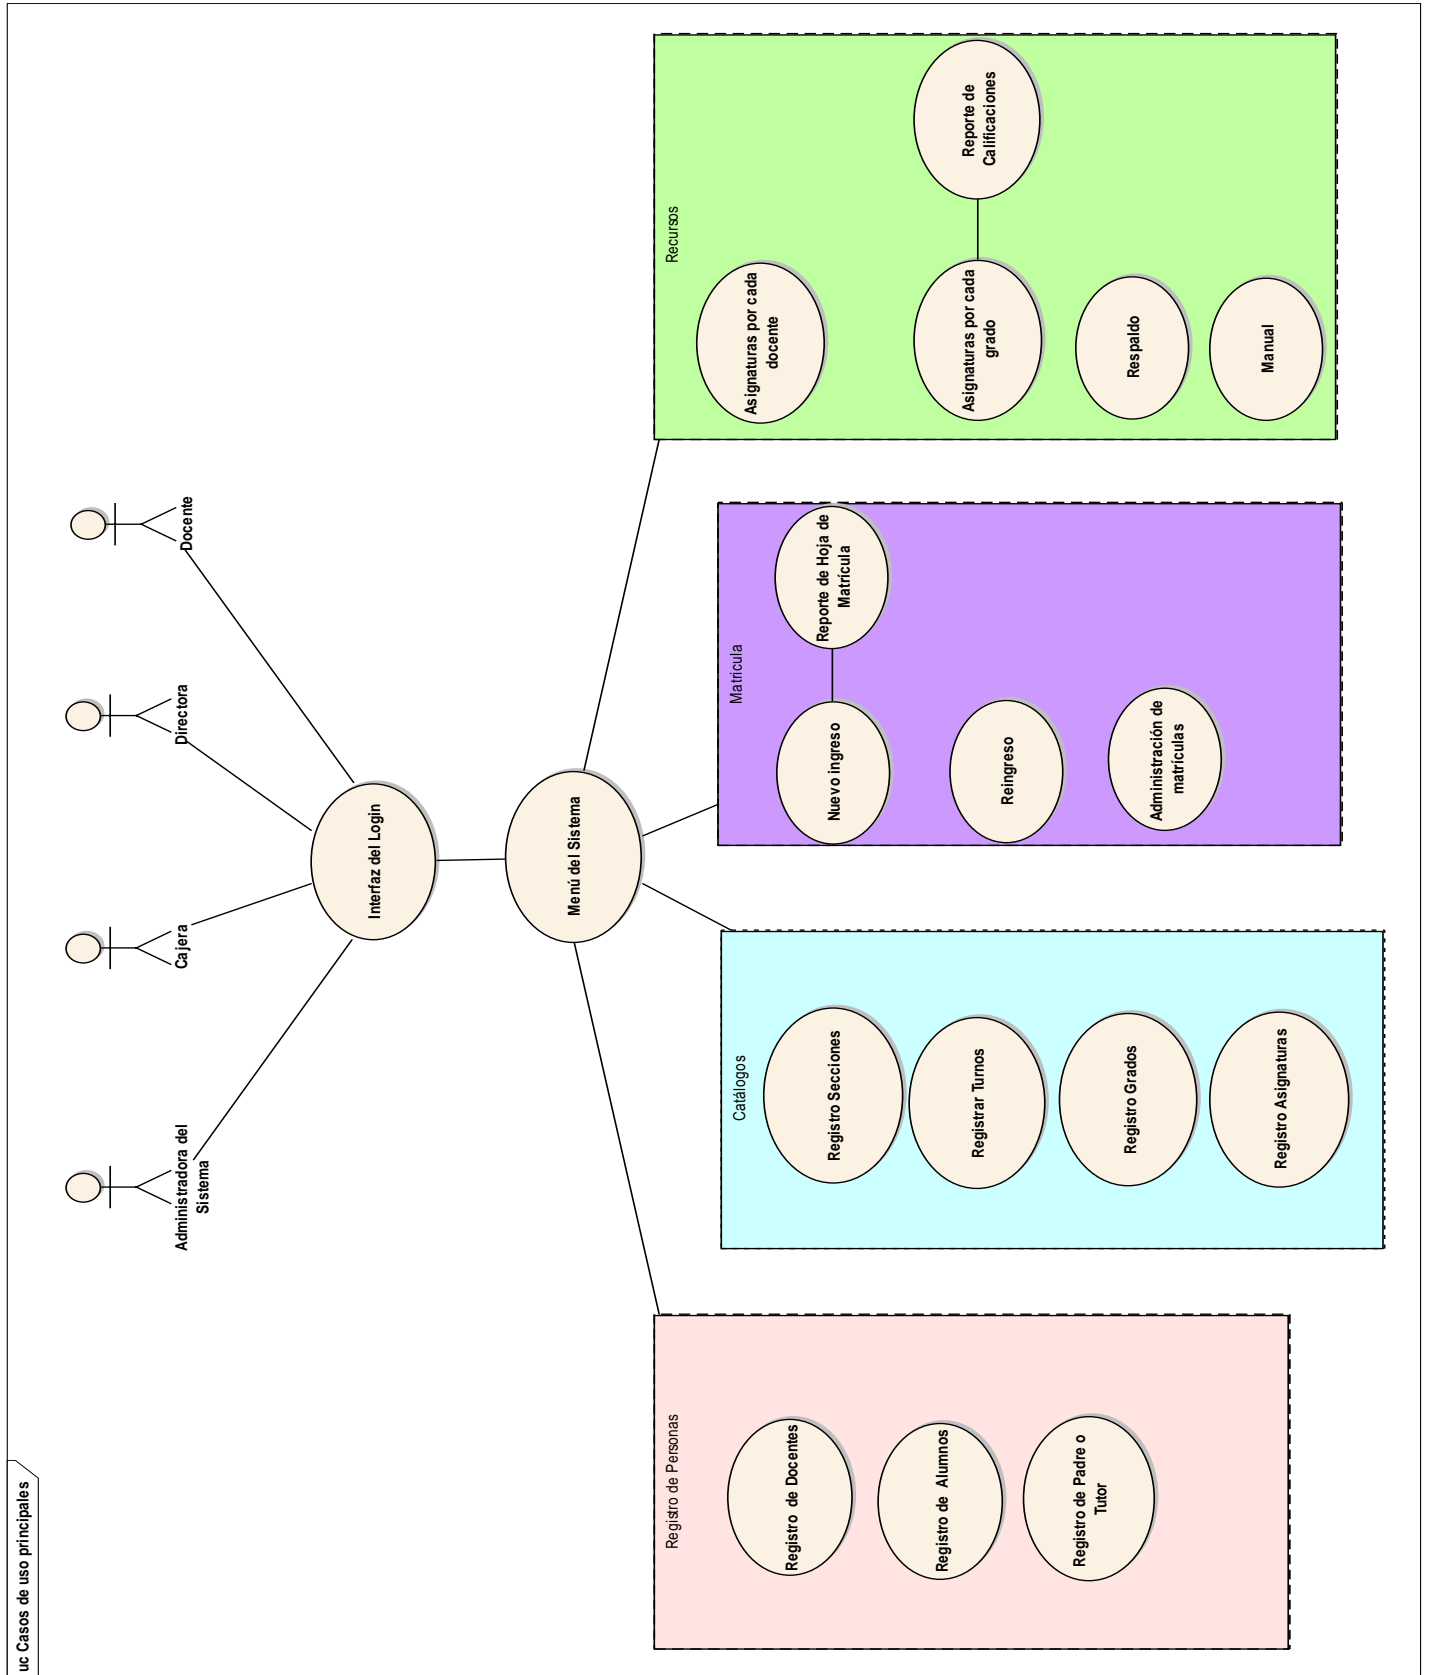 uc Casos de uso principales
Administradora del
Sistema
Cajera
Directora
Docente
Interfaz del Login
Menú del Sistema
Registro de Personas
Registro de Docentes
Registro de Alumnos
Registro de Padre o
Tutor
Catálogos
Registro Secciones
Registrar Turnos
Registro Grados
Registro Asignaturas
Matricula
Nuevo ingreso
Reporte de Hoja de
Matrícula
Reingreso
Administración de
matrículas
Recursos
Asignaturas por cada
docente
Asignaturas por cada
grado
Reporte de
Calificaciones
Respaldo
Manual